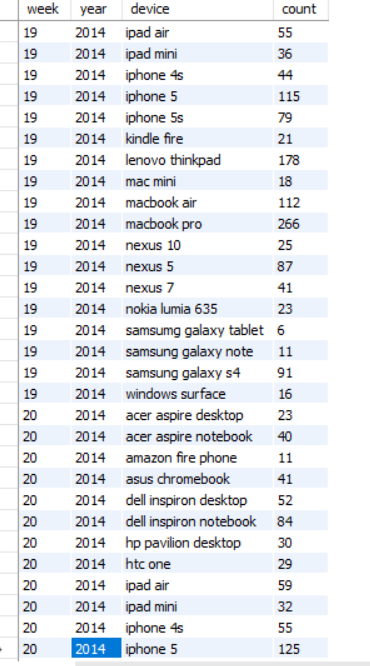 week year device count
19 2014 ipad air 55
19 2014 ipad mini 36
19 2014 iphone 4s 44
19 2014 iphone 5 115
19 2014 iphone 5s 79
19 2014 kindle fire 21
19 2014 lenovo thinkpad 178
19 2014 mac mini 18
19 2014 macbook air 112
19 2014 macbook pro 266
19 2014 nexus 10 25
19 2014 nexus 5 87
19 2014 nexus 7 41
19 2014 nokia lumia 635 23
19 2014 samsumg galaxy tablet 6
19 2014 samsung galaxy note 11
19 2014 samsung galaxy s4 91
19 2014 windows surface 16
20 2014 acer aspire desktop 23
20 2014 acer aspire notebook 40
20 2014 amazon fire phone 11
20 2014 asus chromebook 41
20 2014 dell inspiron desktop 52
20 2014 dell inspiron notebook 84
20 2014 hp pavilion desktop 30
20 2014 htc one 29
20 2014 ipad air 59
20 2014 ipad mini 32
20 2014 iphone 4s 55
20 2014 iphone 5 125